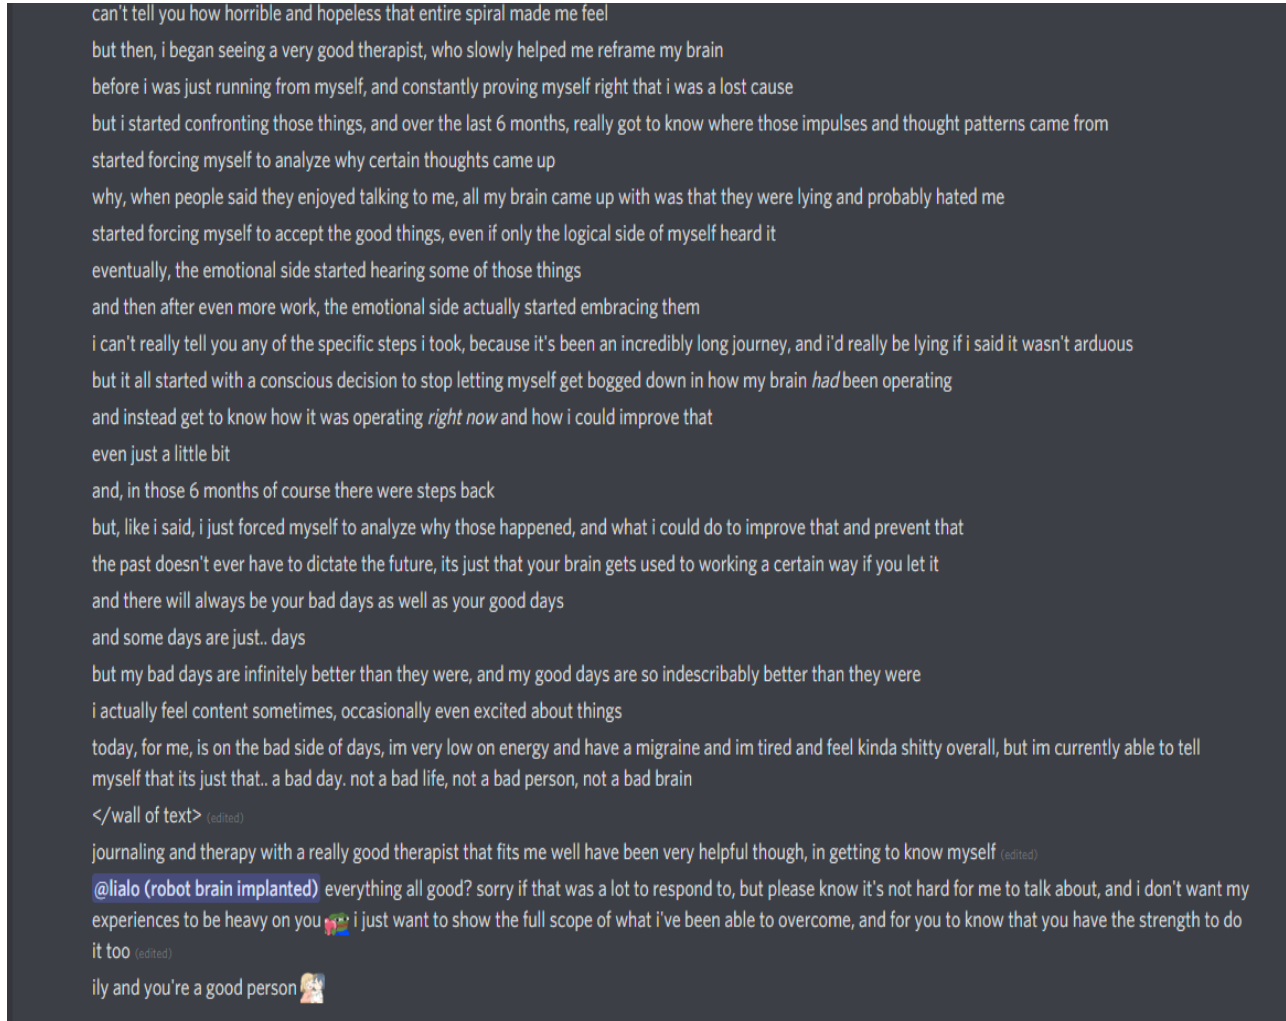 can't tell you how horrible and hopeless that entire spiral made me feel
but then, i began seeing a very good therapist, who slowly helped me reframe my brain
before i was just running from myself, and constantly proving myself right that i was a lost cause
but i started confronting those things, and over the last 6 months, really got to know where those impulses and thought patterns came from
started forcing myself to analyze why certain thoughts came up
why, when people said they enjoyed talking to me, all my brain came up with was that they were lying and probably hated me
started forcing myself to accept the good things, even if only the logical side of myself heard it
eventually, the emotional side started hearing some of those things
and then after even more work, the emotional side actually started embracing them
i can't really tell you any of the specific steps i took, because it's been an incredibly long journey, and i'd really be lying if i said it wasn't arduous
but it all started with a conscious decision to stop letting myself get bogged down in how my brain had been operating
and instead get to know how it was operating right now and how i could improve that
even just a little bit
and, in those 6 months of course there were steps back
but, like i said, i just forced myself to analyze why those happened, and what i could do to improve that and prevent that
the past doesn't ever have to dictate the future, its just that your brain gets used to working a certain way if you let it
and there will always be your bad days as well as your good days
and some days are just.. days
but my bad days are infinitely better than they were, and my good days are so indescribably better than they were
i actually feel content sometimes, occasionally even excited about things
today, for me, is on the bad side of days, im very low on energy and have a migraine and im tired and feel kinda shitty overall, but im currently able to tell
myself that its just that.. a bad day. not a bad life, not a bad person, not a bad brain
</wall of text> (edited)
journaling and therapy with a really good therapist that fits me well have been very helpful though, in getting to know myself (edited)
@lialo (robot brain implanted) everything all good? sorry if that was a lot to respond to, but please know it's not hard for me to talk about, and i don't want my
experiences to be heavy on you i just want to show the full scope of what i've been able to overcome, and for you to know that you have the strength to do
it too (edited)
ily and you're a good person